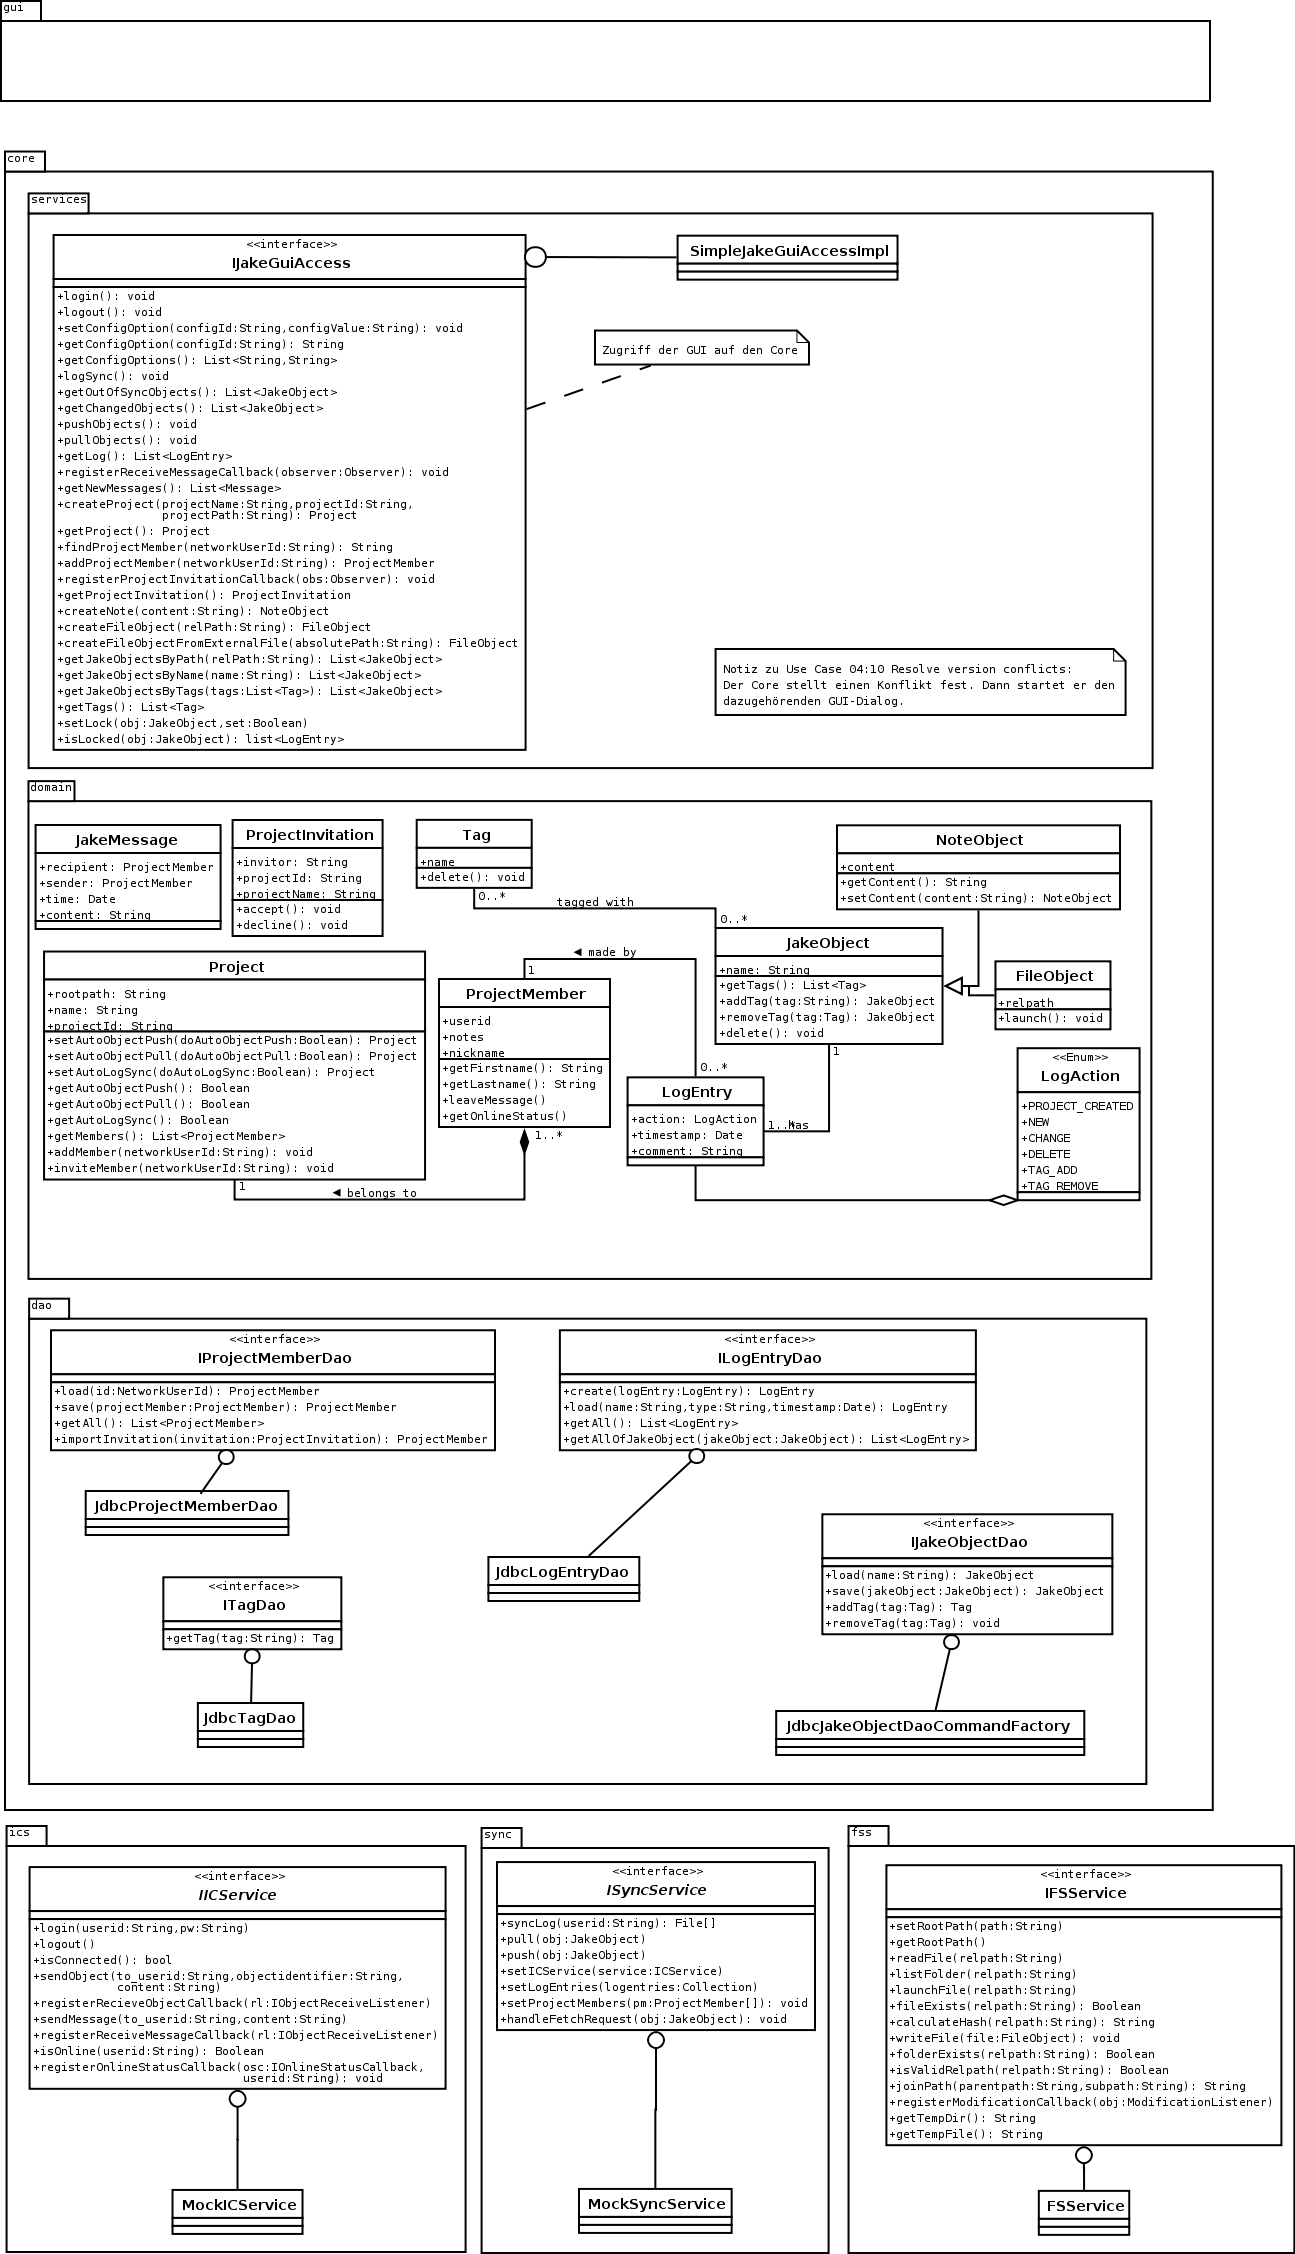 gui
core
services
<<interface>>
IJakeGuiAccess
+login(): void
+logout(): void
+setConfigOption(configId:String,configValue:String): void
+getConfigOption(configId:String): String
+getConfigOptions(): List<String,String>
+logSync(): void
+getOutOfSyncObjects(): List<JakeObject>
+getChangedObjects(): List<JakeObject>
+pushObjects(): void
+pullObjects(): void
+getLog(): List<LogEntry>
+registerReceiveMessageCallback(observer:Observer): void
+getNewMessages(): List<Message>
+createProject(projectName:String,projectId:String,
projectPath:String): Project
+getProject(): Project
+findProjectMember(networkUserId:String): String
+addProjectMember(networkUserId:String): ProjectMember
+registerProjectInvitationCallback(obs:Observer): void
+getProjectInvitation(): ProjectInvitation
+createNote(content:String): NoteObject
+createFileObject(relPath:String): FileObject
+createFileObjectFromExternalFile(absolutePath:String): FileObject
+getJakeObjectsByPath(relPath:String): List<JakeObject>
+getJakeObjectsByName(name:String): List<JakeObject>
+getJakeObjectsByTags(tags:List<Tag>): List<JakeObject>
+getTags(): List<Tag>
+setLock(obj:JakeObject,set:Boolean)
+isLocked(obj:JakeObject): list<LogEntry>
SimpleJakeGuiAccessImpl
Zugriff der GUI auf den Core
Notiz zu Use Case 04:10 Resolve version conflicts:
Der Core stellt einen Konflikt fest. Dann startet er den
dazugehörenden GUI-Dialog.
domain
JakeMessage
+recipient: ProjectMember
+sender: ProjectMember
+time: Date
+content: String
ProjectInvitation
+invitor: String
+projectId: String
+projectName: String
+accept(): void
+decline(): void
Tag
+name
+delete(): void
0..*
tagged with
0..*
NoteObject
+content
+getContent(): String
+setContent(content:String): NoteObject
Project
+rootpath: String
+name: String
+projectId: String
+setAutoObjectPush(doAutoObjectPush:Boolean): Project
+setAutoObjectPull(doAutoObjectPull:Boolean): Project
+setAutoLogSync(doAutoLogSync:Boolean): Project
+getAutoObjectPush(): Boolean
+getAutoObjectPull(): Boolean
+getAutoLogSync(): Boolean
+getMembers(): List<ProjectMember>
+addMember(networkUserId:String): void
+inviteMember(networkUserId:String): void
1
◄ belongs to
1..*
◄ made by
1
0..*
ProjectMember
+userid
+notes
+nickname
+getFirstname(): String
+getLastname(): String
+leaveMessage()
+getOnlineStatus()
JakeObject
+name: String
+getTags(): List<Tag>
+addTag(tag:Tag): JakeObject
+removeTag(tag:Tag): JakeObject
+delete(): void
1
1..*
has
FileObject
+relpath
+launch(): void
LogEntry
+action: LogAction
+timestamp: Date
+comment: String
<<Enum>>
LogAction
+PROJECT_CREATED
+NEW
+CHANGE
+DELETE
+TAG_ADD
+TAG_REMOVE
dao
<<interface>>
IProjectMemberDao
+load(id:NetworkUserId): ProjectMember
+save(projectMember:ProjectMember): ProjectMember
+getAll(): List<ProjectMember>
+importInvitation(invitation:ProjectInvitation): ProjectMember
JdbcProjectMemberDao
<<interface>>
ILogEntryDao
+create(logEntry:LogEntry): LogEntry
+load(name:String,type:String,timestamp:Date): LogEntry
+getAll(): List<LogEntry>
+getAllOfJakeObject(jakeObject:JakeObject): List<LogEntry>
JdbcLogEntryDao
<<interface>>
IJakeObjectDao
+load(name:String): JakeObject
+save(jakeObject:JakeObject): JakeObject
+addTag(tag:Tag): Tag
+removeTag(tag:Tag): void
JdbcJakeObjectDaoCommandFactory
<<interface>>
ITagDao
+getTag(tag:String): Tag
JdbcTagDao
ics
<<interface>>
IICService
+login(userid:String,pw:String)
+logout()
+isConnected(): bool
+sendObject(to_userid:String,objectidentifier:String,
content:String)
+registerRecieveObjectCallback(rl:IObjectReceiveListener)
+sendMessage(to_userid:String,content:String)
+registerReceiveMessageCallback(rl:IObjectReceiveListener)
+isOnline(userid:String): Boolean
+registerOnlineStatusCallback(osc:IOnlineStatusCallback,
userid:String): void
MockICService
sync
<<interface>>
ISyncService
+syncLog(userid:String): File[]
+pull(obj:JakeObject)
+push(obj:JakeObject)
+setICService(service:ICService)
+setLogEntries(logentries:Collection)
+setProjectMembers(pm:ProjectMember[]): void
+handleFetchRequest(obj:JakeObject): void
MockSyncService
fss
<<interface>>
IFSService
+setRootPath(path:String)
+getRootPath()
+readFile(relpath:String)
+listFolder(relpath:String)
+launchFile(relpath:String)
+fileExists(relpath:String): Boolean
+calculateHash(relpath:String): String
+writeFile(file:FileObject): void
+folderExists(relpath:String): Boolean
+isValidRelpath(relpath:String): Boolean
+joinPath(parentpath:String,subpath:String): String
+registerModificationCallback(obj:ModificationListener)
+getTempDir(): String
+getTempFile(): String
FSService